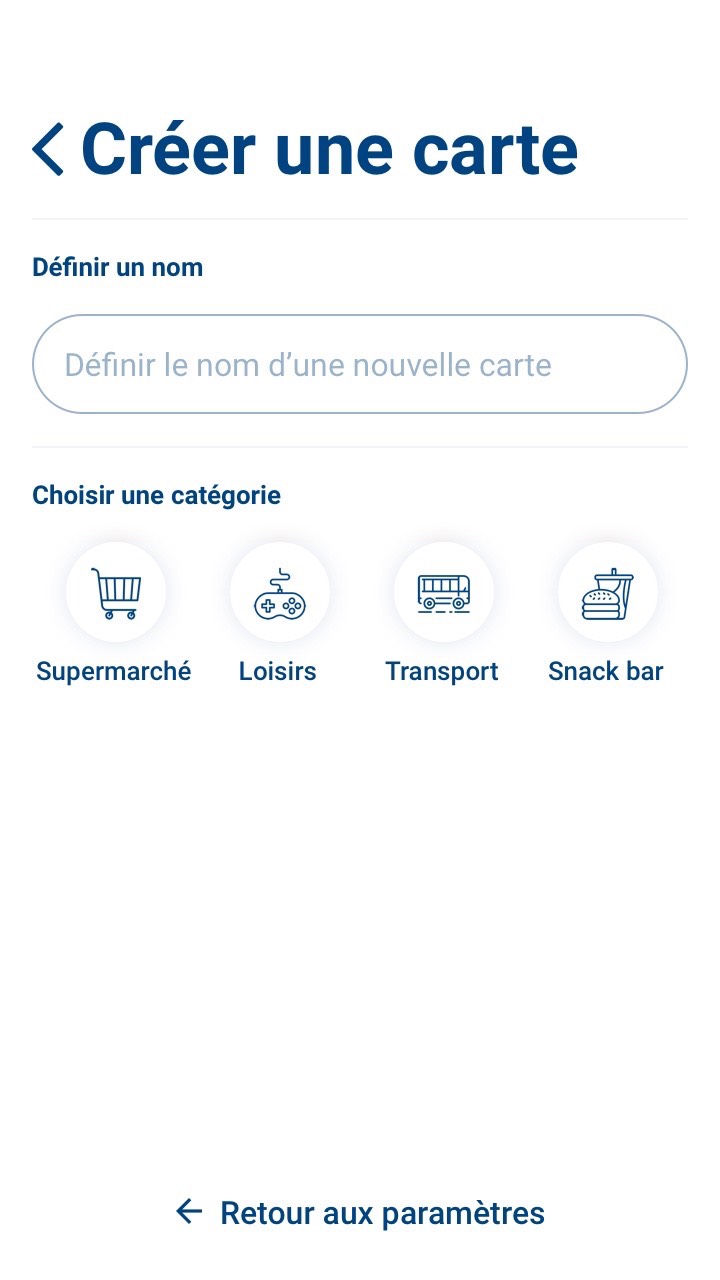 Créer une carte
Définir un nom
Définir le nom d’une nouvelle carte
Choisir une catégorie
Supermarché Loisirs Transport Snack bar
Retour aux paramètres